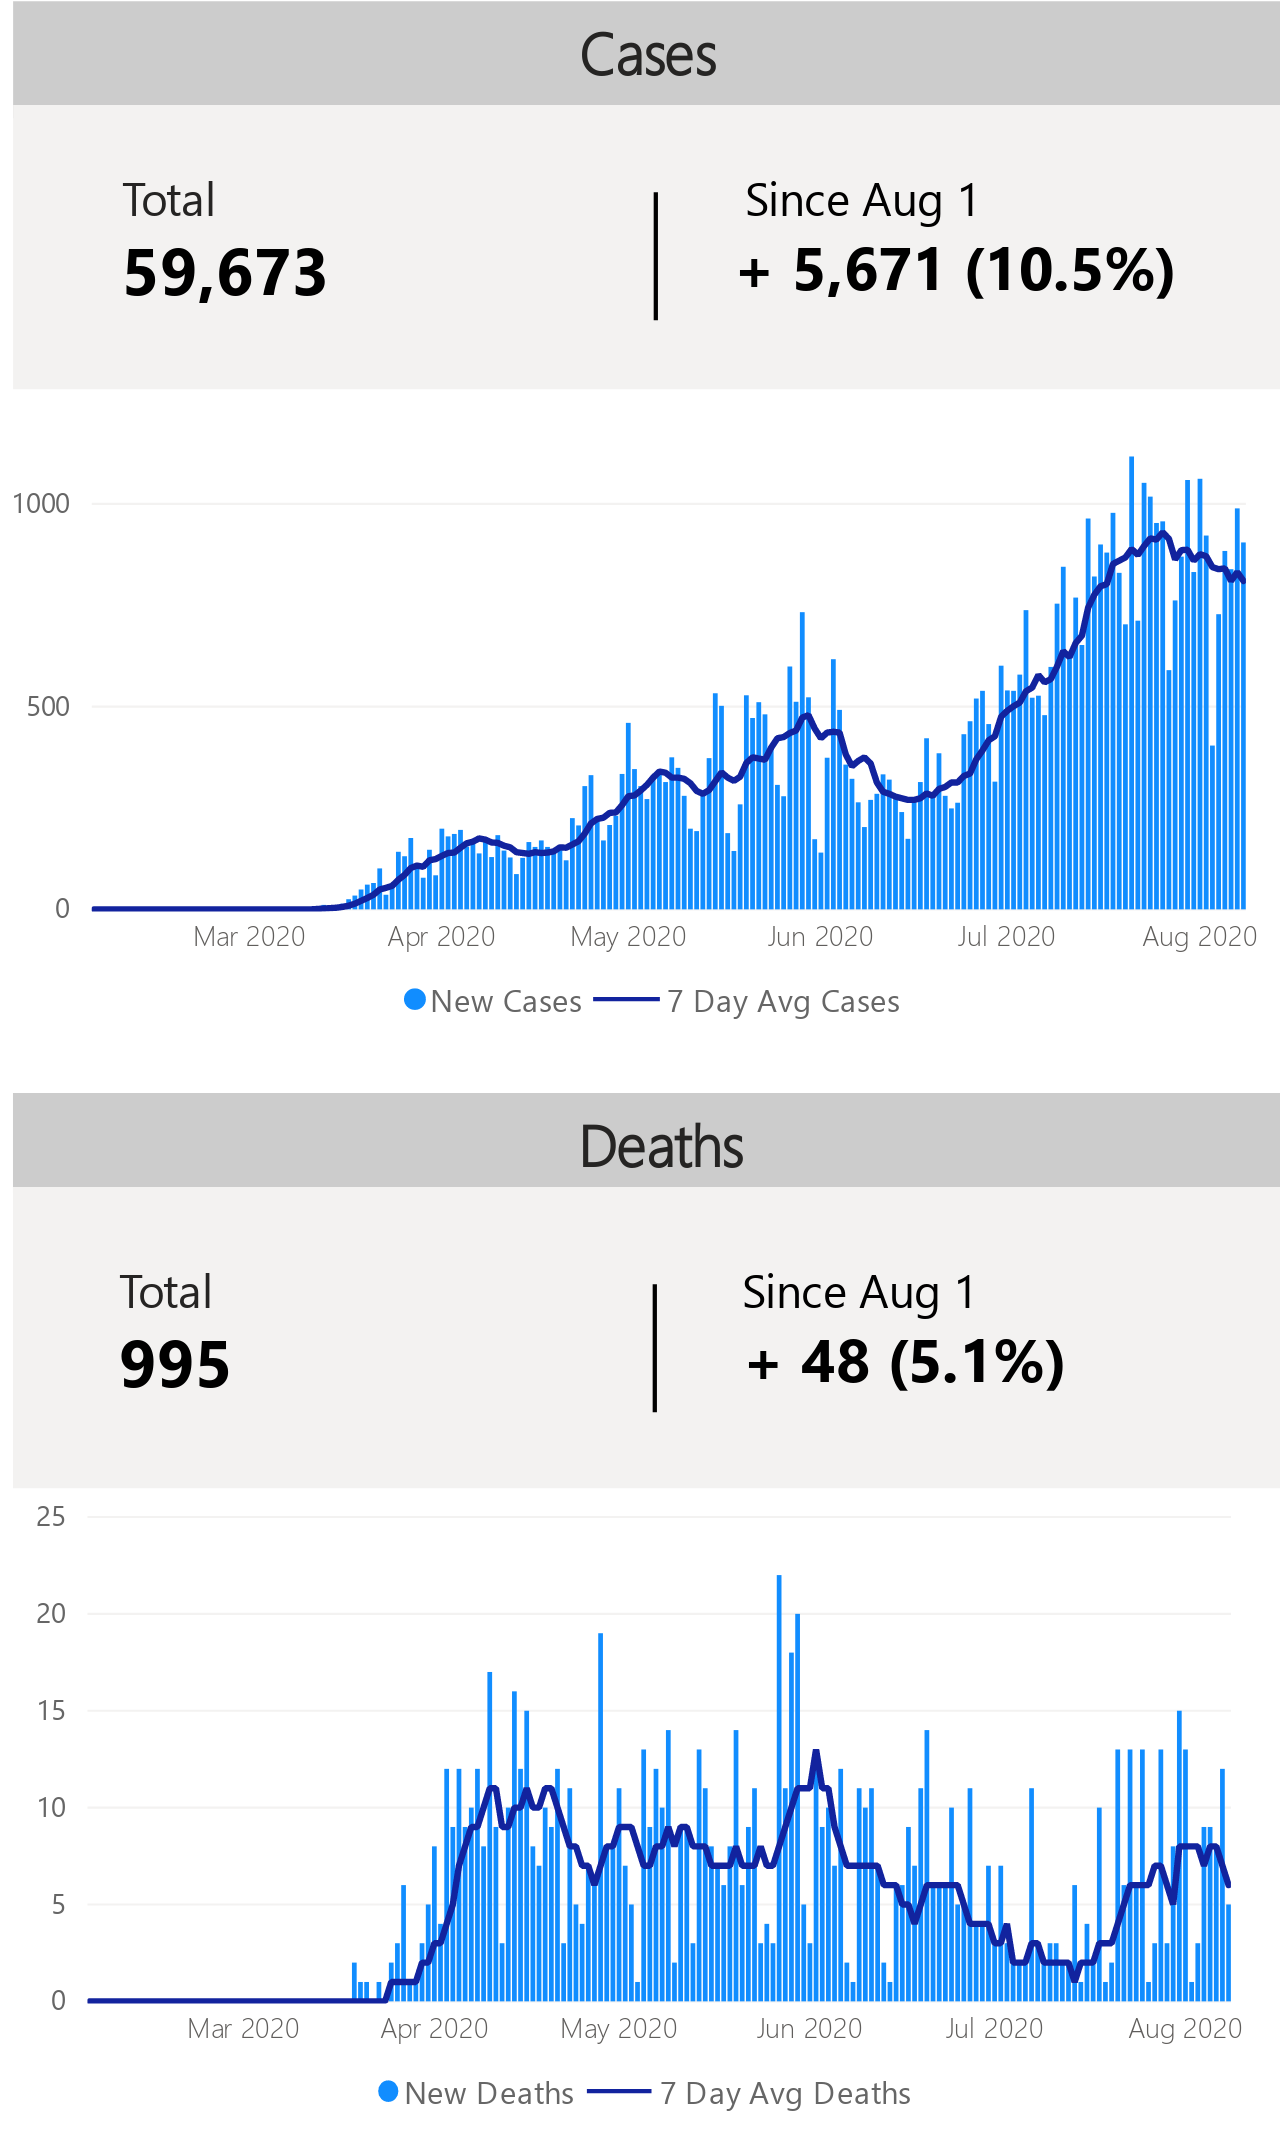 Cases
Total
Since Aug 1
59,673
+ 5,671 (10.5%)
1000
500
0
Mar 2020 Apr 2020 May 2020 Jun 2020 Jul 2020 Aug 2020
New Cases 7 Day Avg Cases
Deaths
Total
Since Aug 1
995
+ 48 (5.1%)
25
20
15
10
5
0
Mar 2020 Apr 2020 May 2020 Jun 2020 Jul 2020 Aug 2020
New Deaths 7 Day Avg Deaths